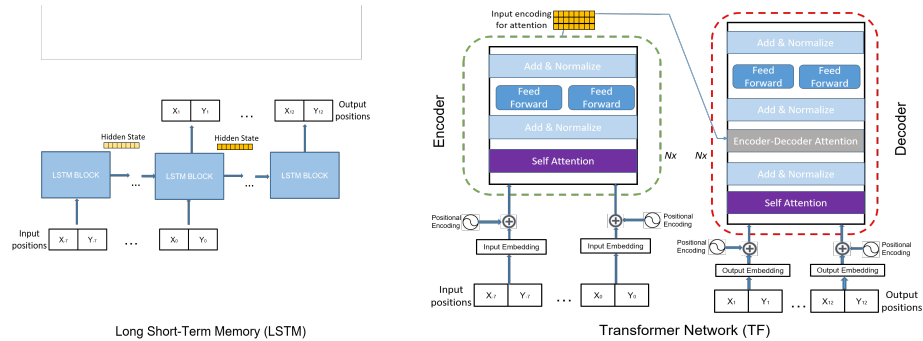 X1 Y1 ... X12 Y12 Output positions
Hidden State
Hidden State
LSTM BLOCK
...
LSTM BLOCK
...
LSTM BLOCK
Input positions X-7 Y-7 ... X0 Y0
Long Short-Term Memory (LSTM)
Input encoding
for attention
Encoder
Add & Normalize
Feed Forward
Feed Forward
Add & Normalize
Self Attention
Nx
Positional Encoding
Positional Encoding
Input Embedding
Input Embedding
Input positions X-7 Y-7 ... X0 Y0
Nx
Decoder
Add & Normalize
Feed Forward
Feed Forward
Add & Normalize
Encoder-Decoder Attention
Add & Normalize
Self Attention
Positional Encoding
Positional Encoding
Output Embedding
Output Embedding
X1 Y1 ... X12 Y12 Output positions
Transformer Network (TF)